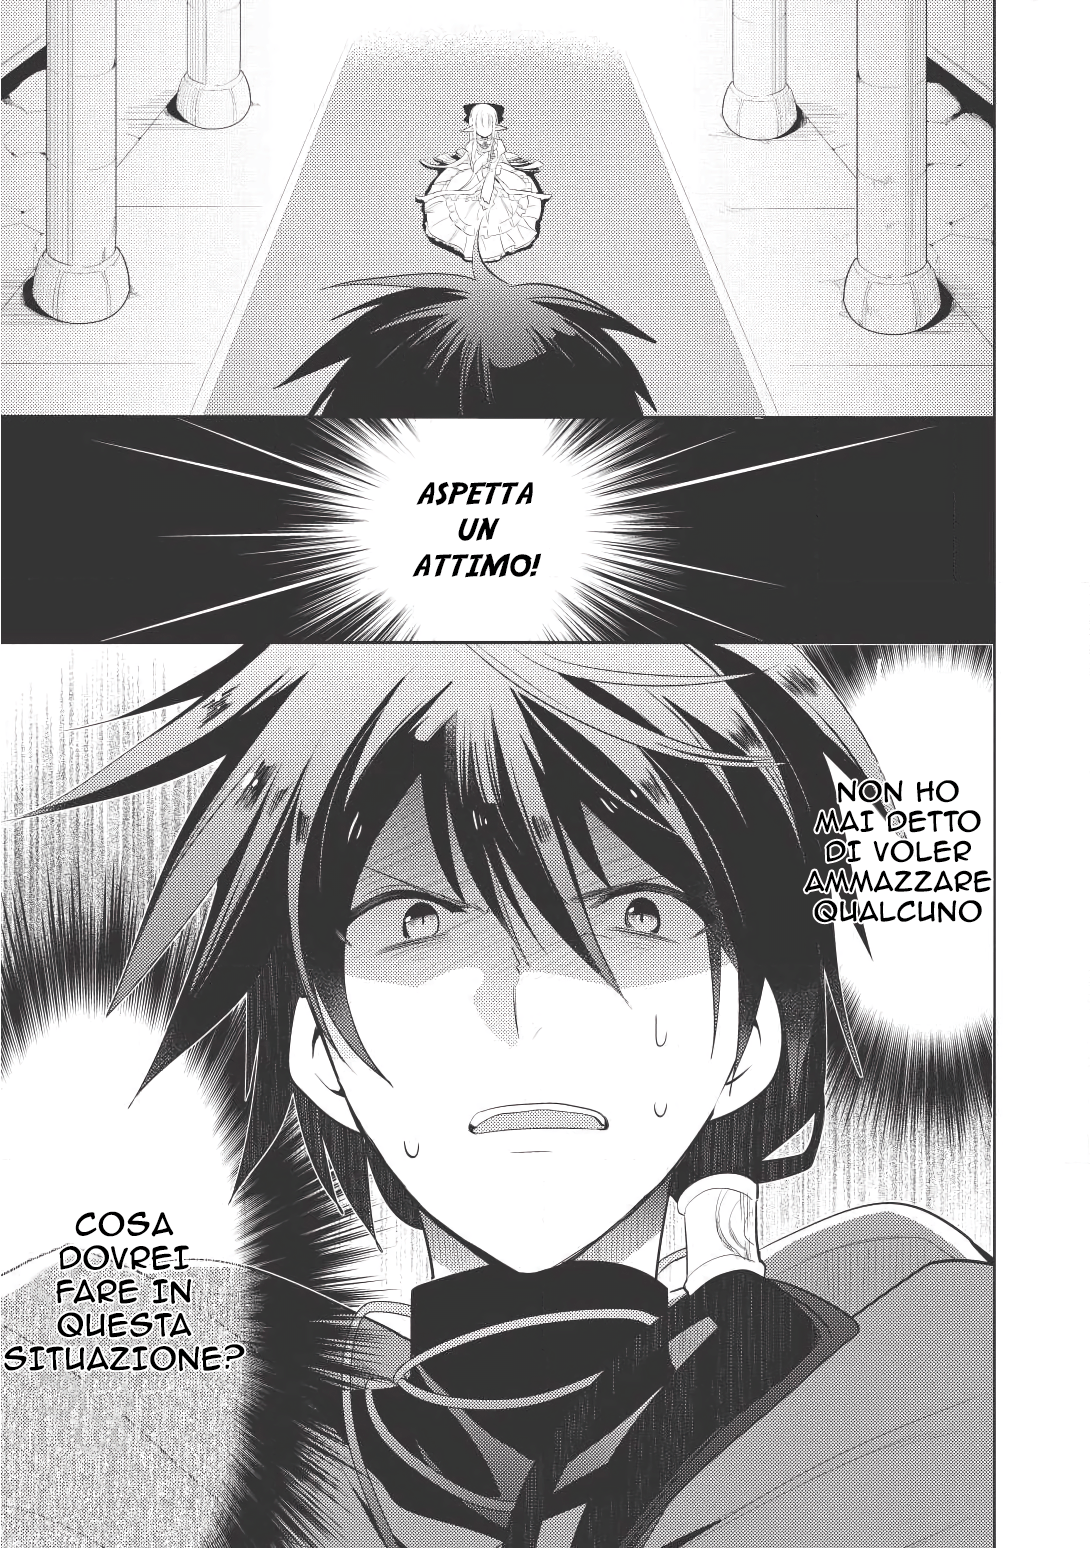 ASPETTA
UN
ATTIMO!
NON HO
MAI DETTO
DI VOLER
AMMAZZARE
QUALCUNO
COSA
DOVREI
FARE IN
QUESTA
SITUAZIONE?